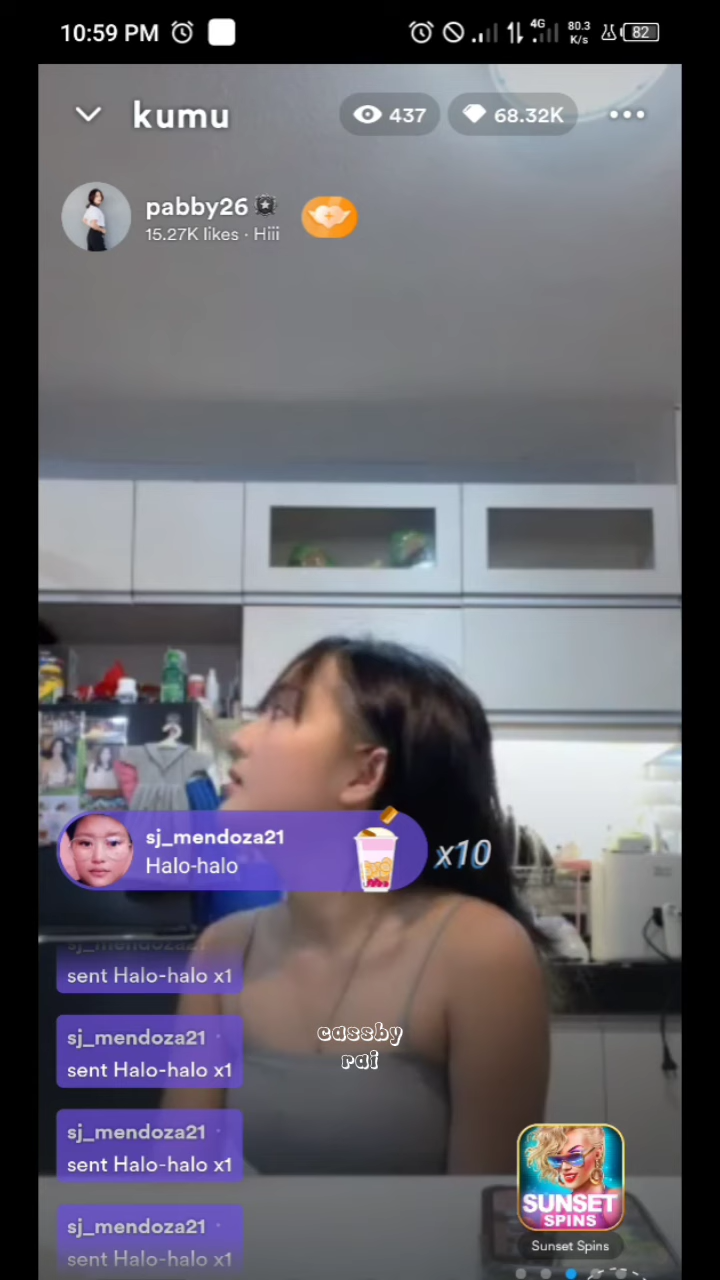 10:59 PM
4G
80.3
K/s
82
kumu
437
68.32K
pabby26
15.27K likes · Hiii
sj_mendoza21
Halo-halo
x10
sj_mendoza21
sent Halo-halo x1
sj_mendoza21
sent Halo-halo x1
cassby
rai
sj_mendoza21
sent Halo-halo x1
sj_mendoza21
sent Halo-halo x1
SUNSET
SPINS
Sunset Spins